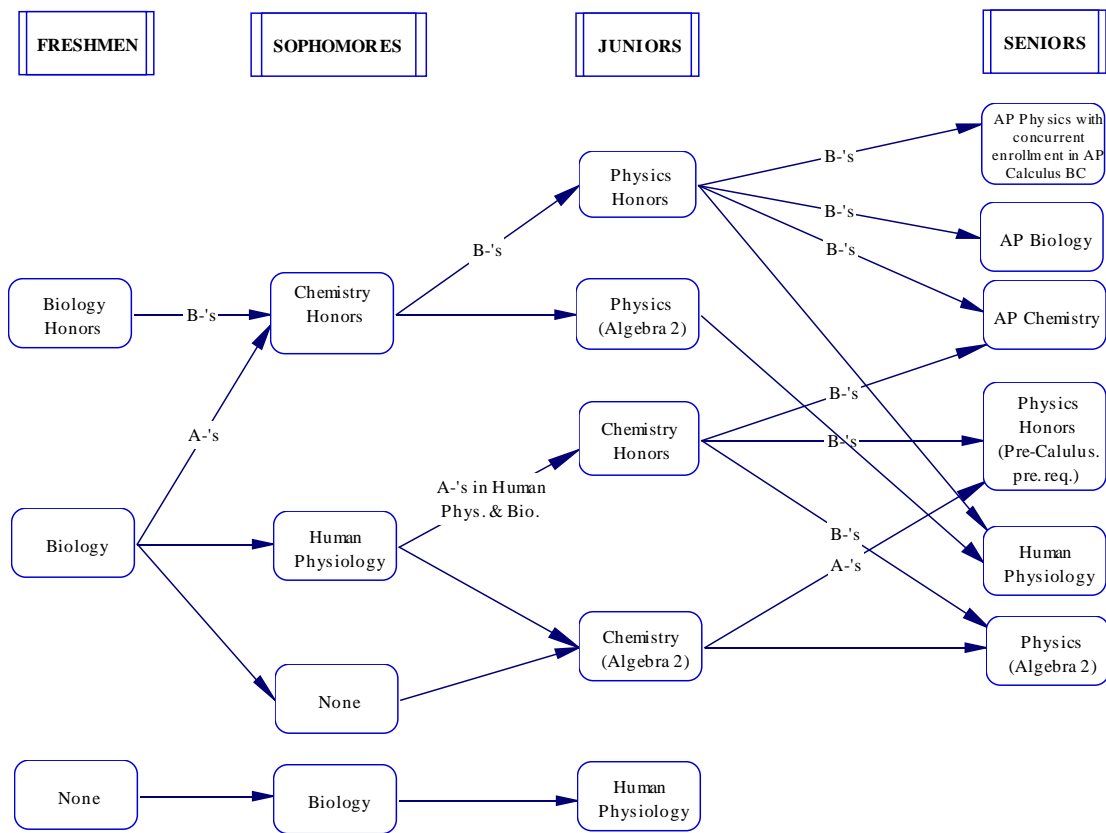 FRESHMEN
SOPHOMORES
JUNIORS
SENIORS
AP Physics with
concurrent
enrollment in AP
Calculus BC
B-'s
Physics
Honors
B-'s
AP Biology
B-'s
B-'s
Biology
Honors
B-'s
Chemistry
Honors
Physics
(Algebra 2)
AP Chemistry
B-'s
Physics
Honors
(Pre-Calulus.
pre.req.)
A-'s
Chemistry
Honors
B-'s
A-'s in Human
Phys. & Bio.
B-'s
Biology
Human
Physiology
A-'s
Human
Physiology
Chemistry
(Algebra 2)
Physics
(Algebra 2)
None
None
Biology
Human
Physiology